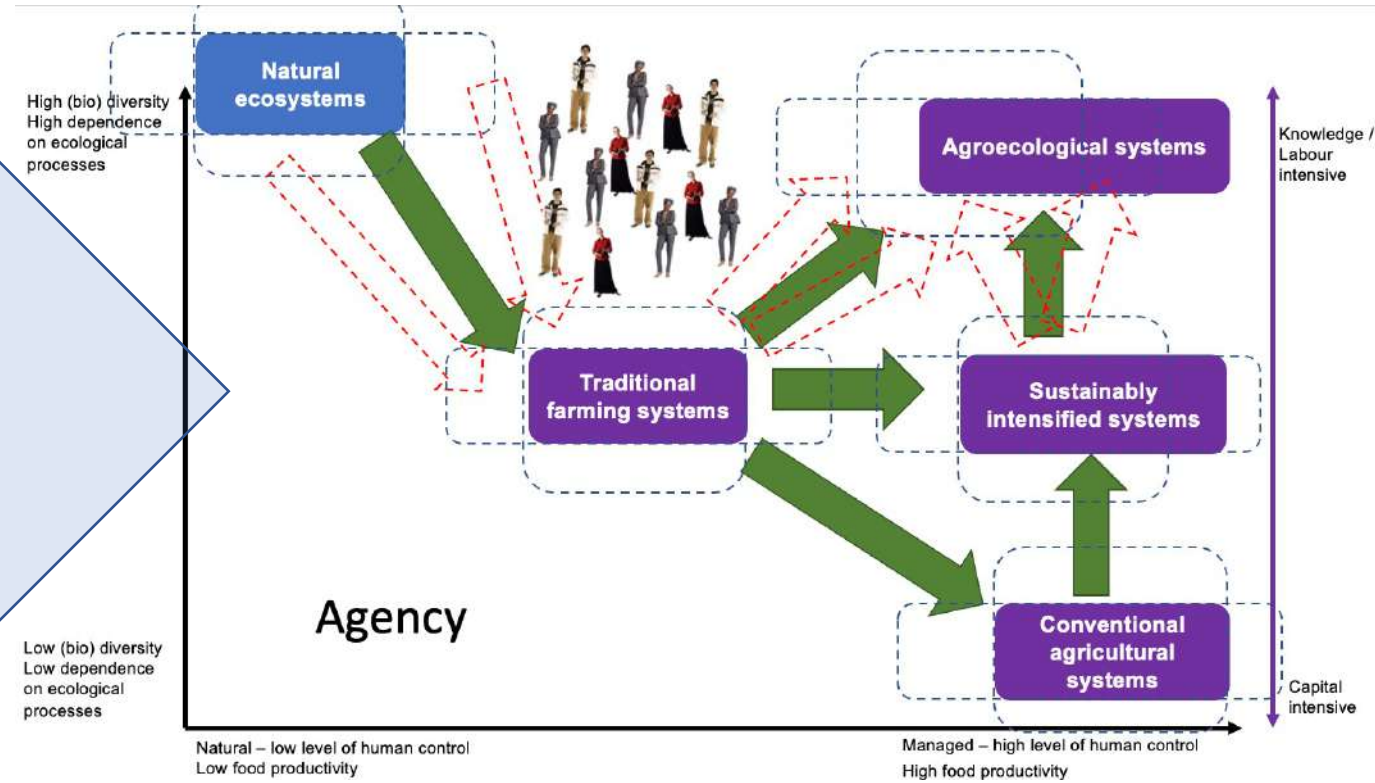 Natural
ecosystems
High (bio) diversity
High dependence
on ecological
processes
Agroecological systems
Knowledge /
Labour
intensive
Traditional
farming systems
Sustainably
intensified systems
Agency
Conventional
agricultural
systems
Low (bio) diversity
Low dependence
on ecological
processes
Capital
intensive
Natural – low level of human control
Low food productivity
Managed – high level of human control
High food productivity